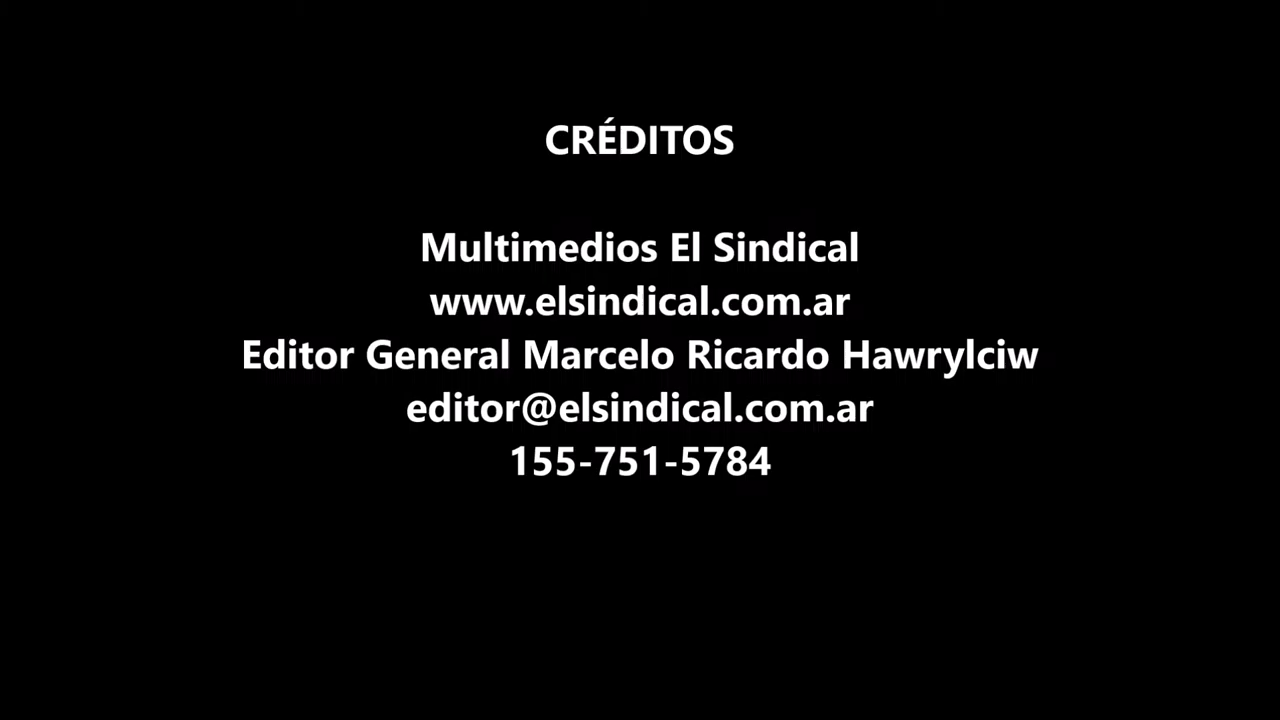 CRÉDITOS
Multimedios El Sindical
www.elsindical.com.ar
Editor General Marcelo Ricardo Hawrylciw
editor@elsindical.com.ar
155-751-5784